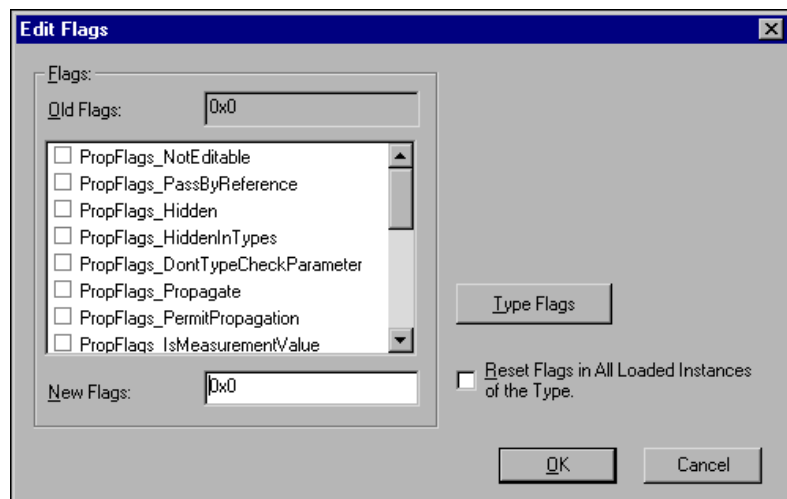 Edit Flags
Flags:
Old Flags:
0x0
PropFlags_NotEditable
PropFlags_PassByReference
PropFlags_Hidden
PropFlags_HiddenInTypes
PropFlags_DontTypeCheckParameter
PropFlags_Propagate
PropFlags_PermitPropagation
PropFlags_IsMeasurementValue
New Flags:
0x0
Type Flags
Reset Flags in All Loaded Instances
of the Type.
OK
Cancel